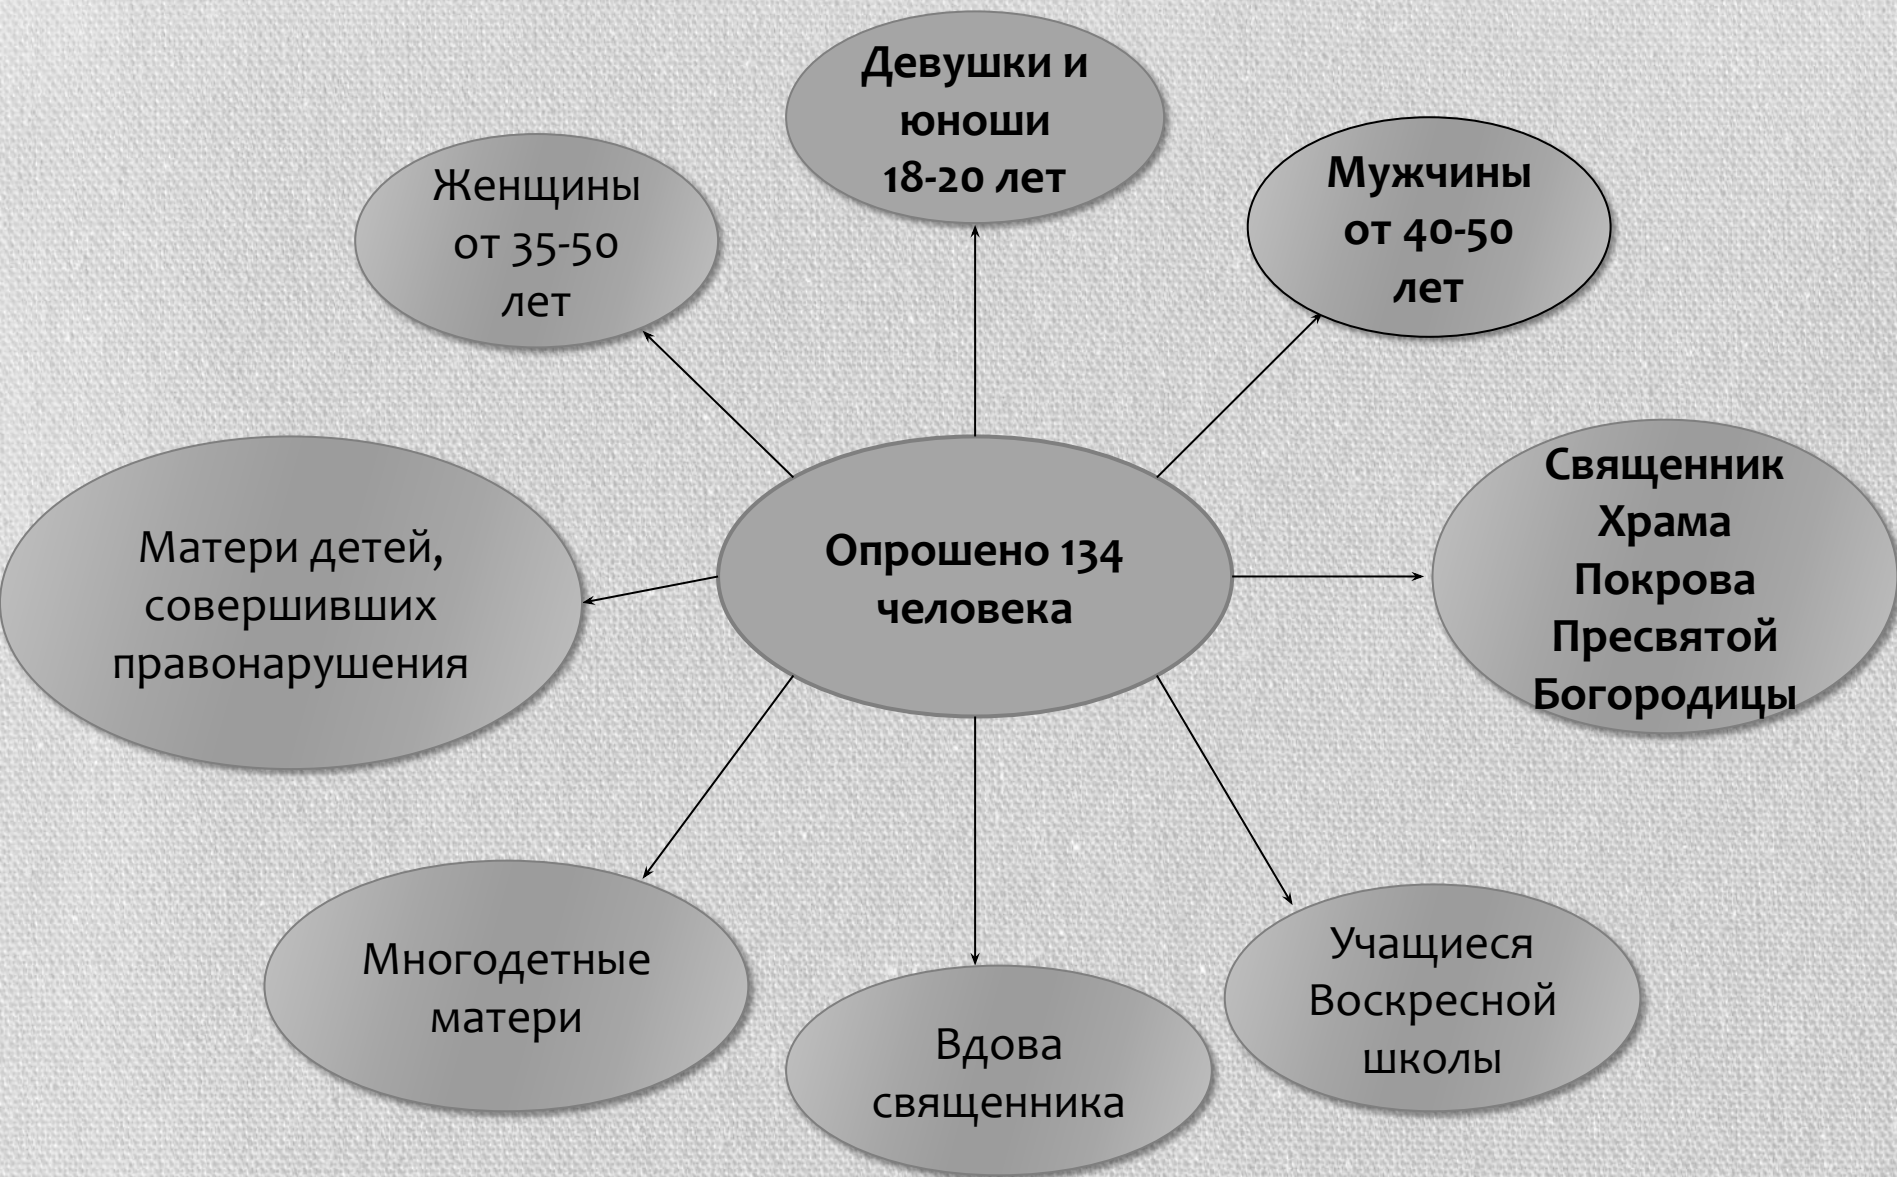 Девушки и
юноши
18-20 лет
Женщины
от 35-50
лет
Мужчины
от 40-50
лет
Священник
Храма
Покрова
Пресвятой
Богородицы
Опрошено 134
человека
Матери детей,
совершивших
правонарушения
Многодетные
матери
Вдова
священника
Учащиеся
Воскресной
школы